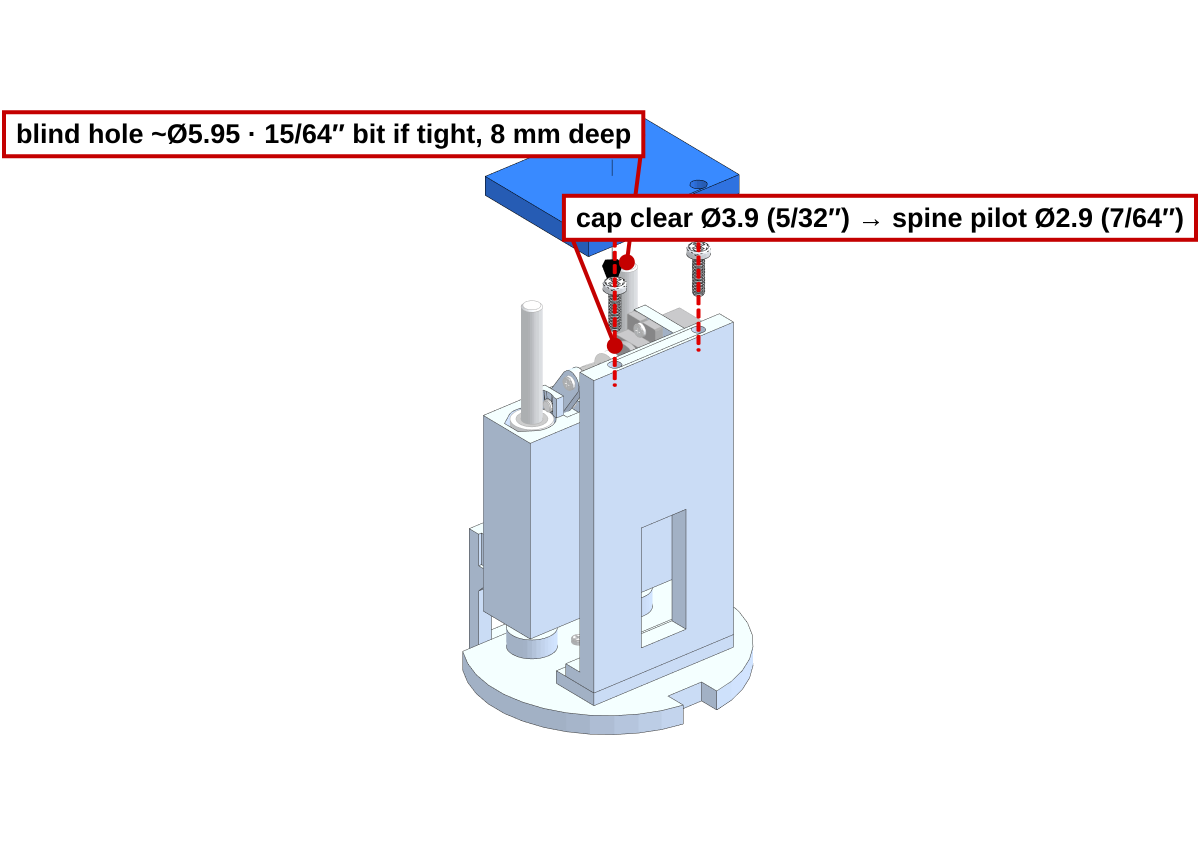 blind hole ~Ø5.95 · 15/64″ bit if tight, 8 mm deep
cap clear Ø3.9 (5/32″) → spine pilot Ø2.9 (7/64″)